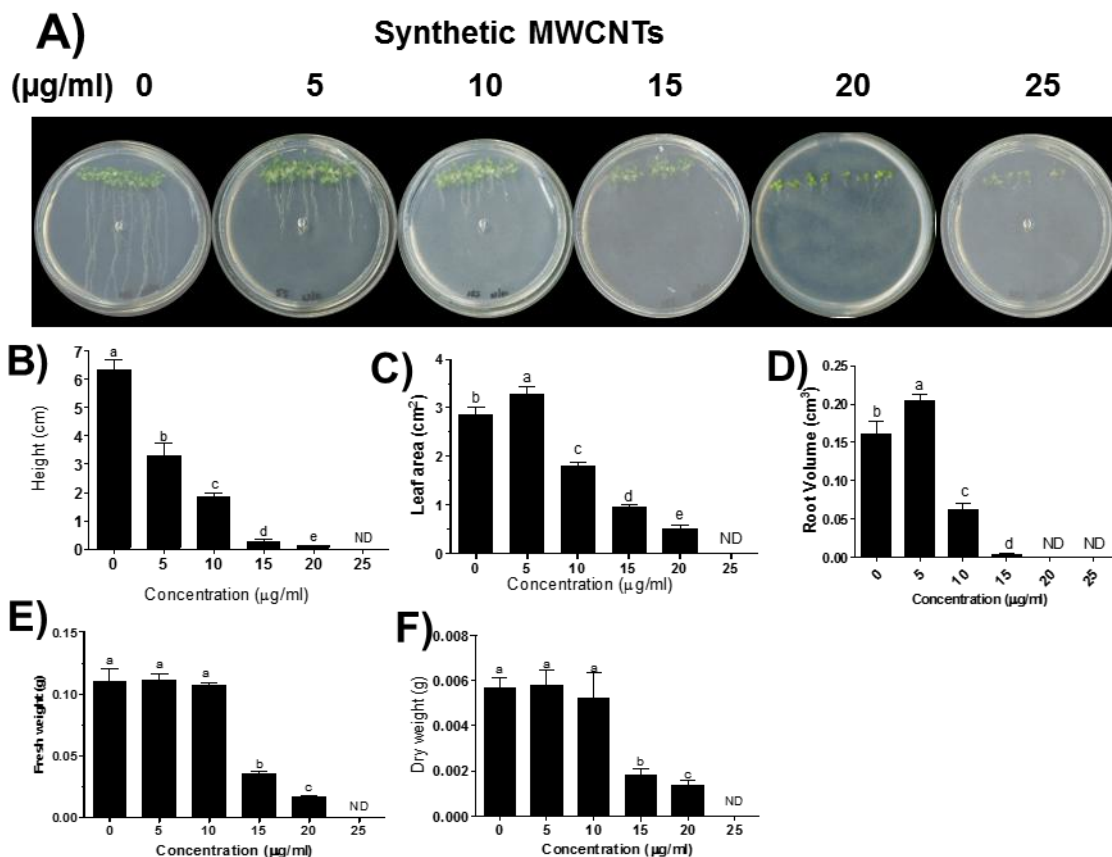 A)
Synthetic MWCNTs
(µg/ml) 0 5 10 15 20 25
B)
Height (cm)
7
6
5
4
3
2
1
0
a
b
c
d
e
ND
0 5 10 15 20 25
Concentration (µg/ml)
C)
Leaf area (cm²)
4
3
2
1
0
b
a
c
d
e
ND
0 5 10 15 20 25
Concentration (µg/ml)
D)
Root Volume (cm³)
0.25
0.20
0.15
0.10
0.05
0.00
b
a
c
d
ND
ND
0 5 10 15 20 25
Concentration (µg/ml)
E)
Fresh weight (g)
0.15
0.10
0.05
0.00
a
a
a
b
c
ND
0 5 10 15 20 25
Concentration (µg/ml)
F)
Dry weight (g)
0.008
0.006
0.004
0.002
0.000
a
a
a
b
c
ND
0 5 10 15 20 25
Concentration (µg/ml)